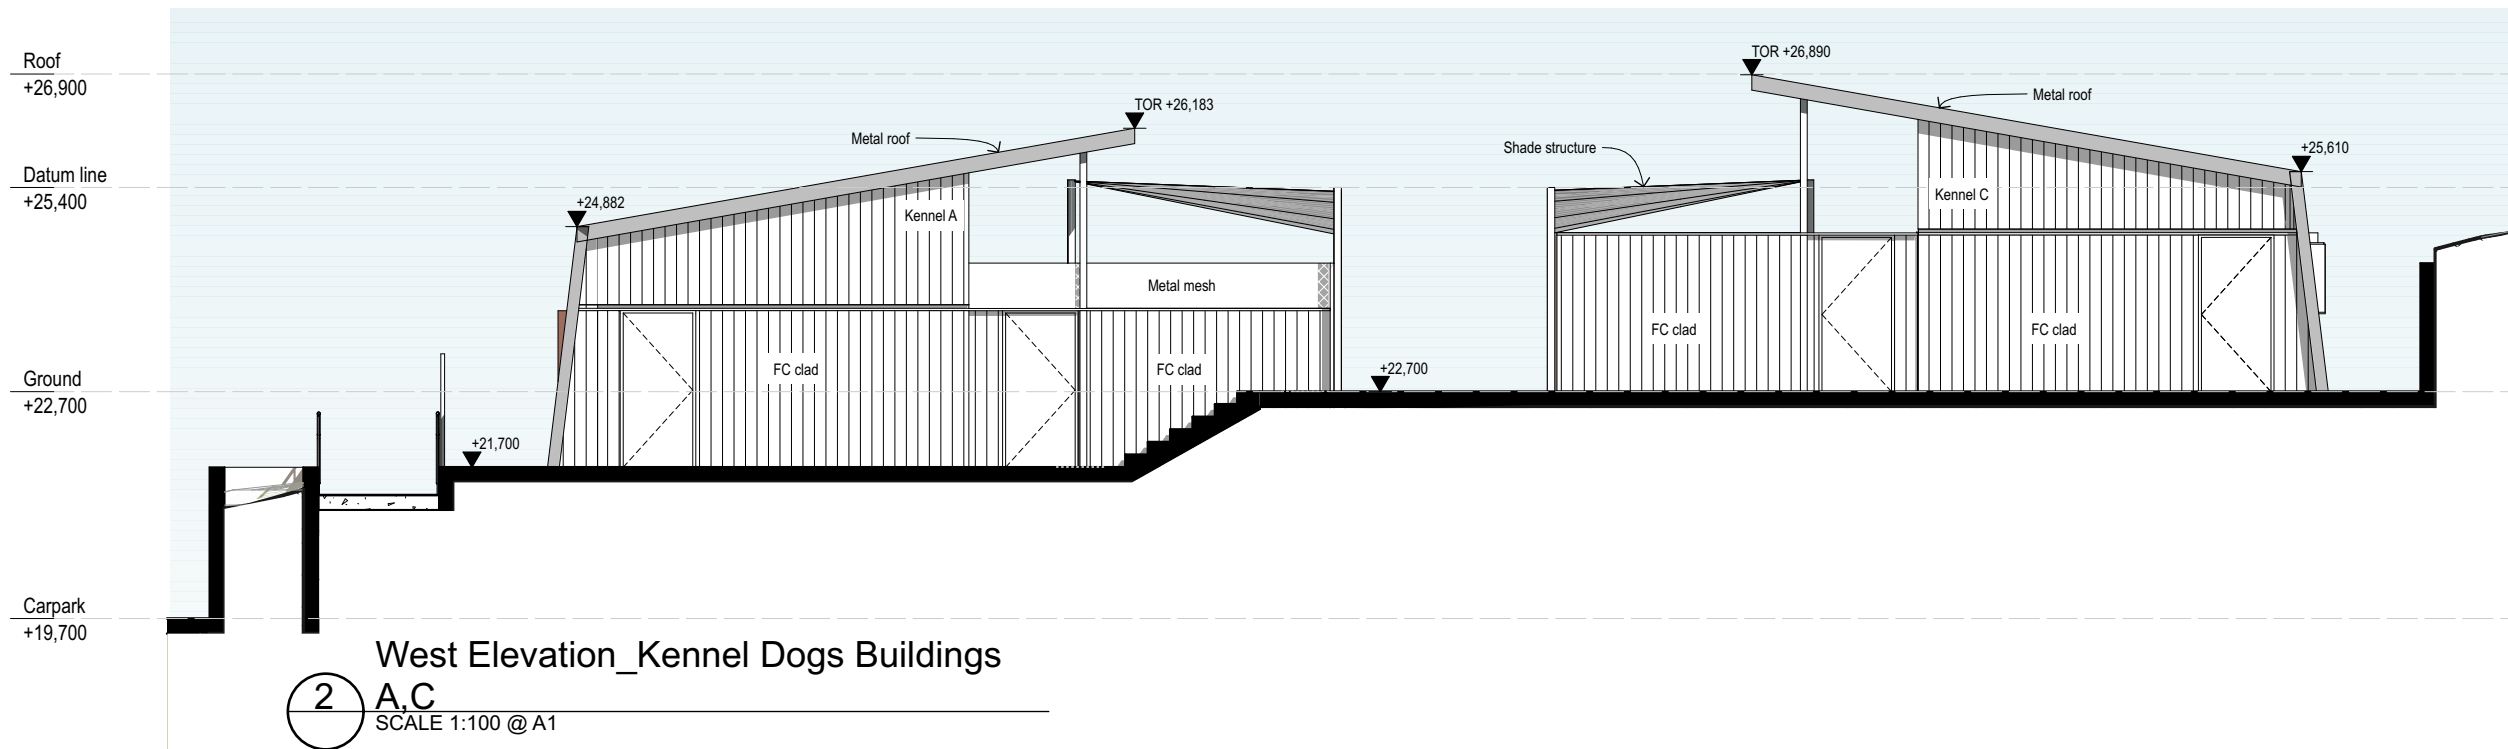 Roof
+26,900
TOR +26,890
Metal roof
TOR +26,183
Metal roof
Shade structure
+25,610
Datum line
+25,400
+24,882
Kennel A
Kennel C
Metal mesh
FC clad
FC clad
FC clad
FC clad
+22,700
Ground
+22,700
+21,700
Carpark
+19,700
West Elevation_Kennel Dogs Buildings
2
A,C
SCALE 1:100 @ A1